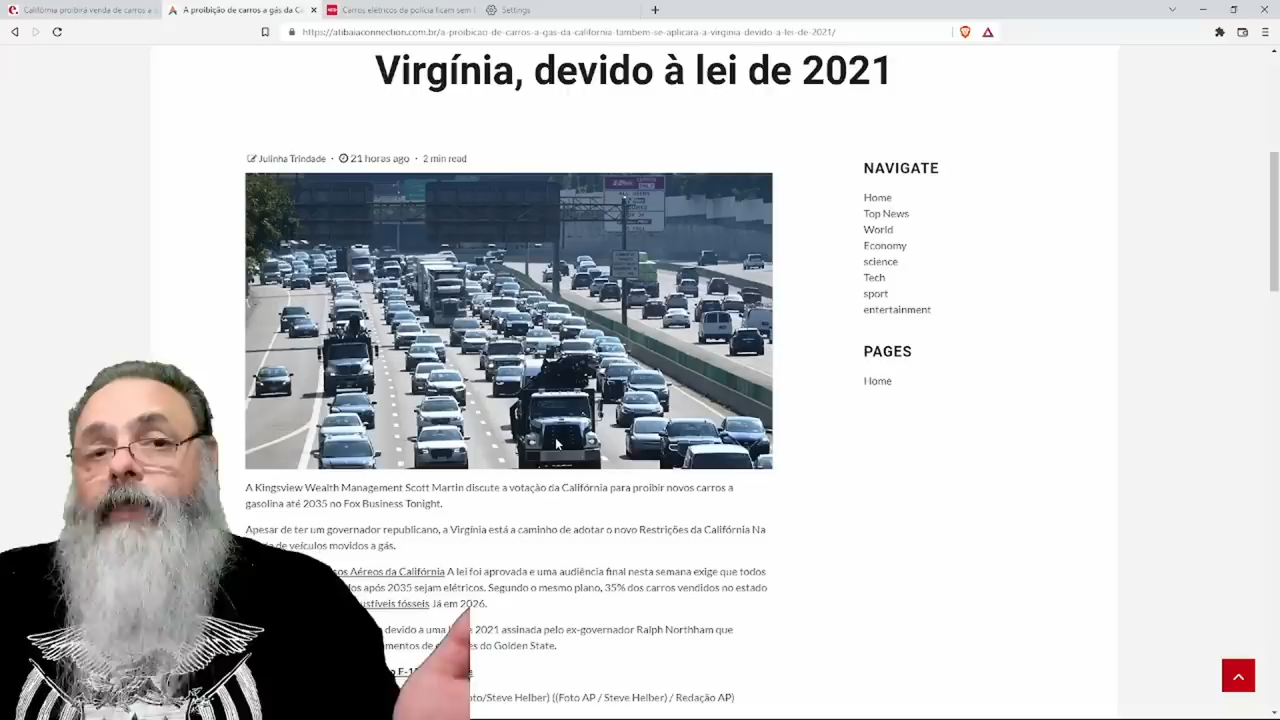 Califórnia proibirá venda de carros a
A proibição de carros a gás da Ca
Carros elétricos da polícia ficam sem
Settings
https://atibaiaconnection.com.br/a-proibicao-de-carros-a-gas-da-california-tambem-se-aplicara-a-virginia-devido-a-lei-de-2021/
Virgínia, devido à lei de 2021
Julinha Trindade · 21 horas ago · 2 min read
NAVIGATE
Home
Top News
World
Economy
science
Tech
sport
entertainment
PAGES
Home
A Kingsview Wealth Management Scott Martin discute a votação da Califórnia para proibir novos carros a
gasolina até 2035 no Fox Business Tonight.
Apesar de ter um governador republicano, a Virgínia está a caminho de adotar o novo Restrições da Califórnia Na
de veículos movidos a gás.
sos Aéreos da Califórnia A lei foi aprovada e uma audiência final nesta semana exige que todos
dos após 2035 sejam elétricos. Segundo o mesmo plano, 35% dos carros vendidos no estado
ustíveis fósseis Já em 2026.
devido à uma l de 2021 assinada pelo ex-governador Ralph Northham que
mentos de es do Golden State.
oto/Steve Helber) ((Foto AP / Steve Helber) / Redação AP)